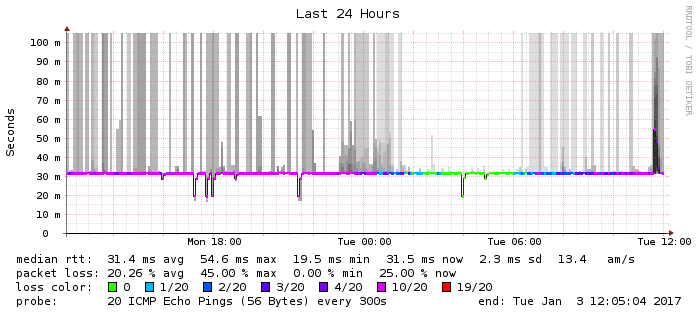 Last 24 Hours
RRDTOOL / TOBI OETIKER
Seconds
100 m
90 m
80 m
70 m
60 m
50 m
40 m
30 m
20 m
10 m
0
Mon 18:00 Tue 00:00 Tue 06:00 Tue 12:00
median rtt: 31.4 ms avg 54.6 ms max 19.5 ms min 31.5 ms now 2.3 ms sd 13.4 am/s
packet loss: 20.26 % avg 45.00 % max 0.00 % min 25.00 % now
loss color: 0 1/20 2/20 3/20 4/20 10/20 19/20
probe: 20 ICMP Echo Pings (56 Bytes) every 300s end: Tue Jan 3 12:05:04 2017